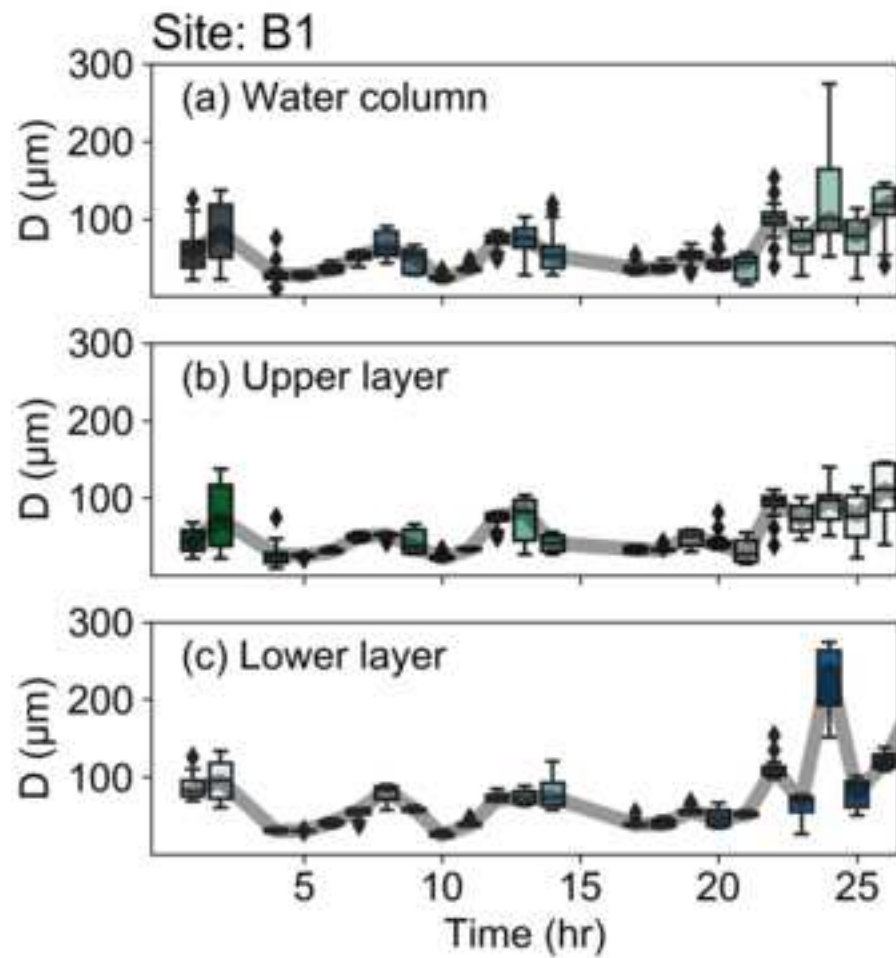 Site: B1
300
(a) Water column
200
D (µm)
100
300
(b) Upper layer
200
D (µm)
100
300
(c) Lower layer
200
D (µm)
100
5 10 15 20 25
Time (hr)